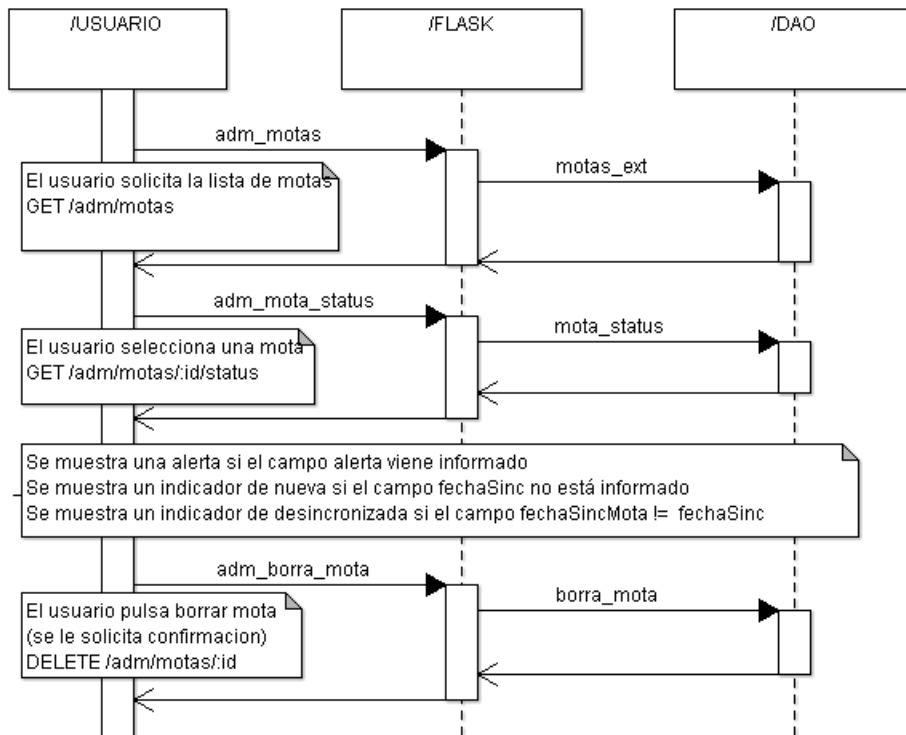 /USUARIO
/FLASK
/DAO
adm_motas
motas_ext
El usuario solicita la lista de motas
GET /adm/motas
adm_mota_status
mota_status
El usuario selecciona una mota
GET /adm/motas/:id/status
Se muestra una alerta si el campo alerta viene informado
Se muestra un indicador de nueva si el campo fechaSinc no está informado
Se muestra un indicador de desincronizada si el campo fechaSincMota != fechaSinc
adm_borra_mota
borra_mota
El usuario pulsa borrar mota
(se le solicita confirmacion)
DELETE /adm/motas/:id